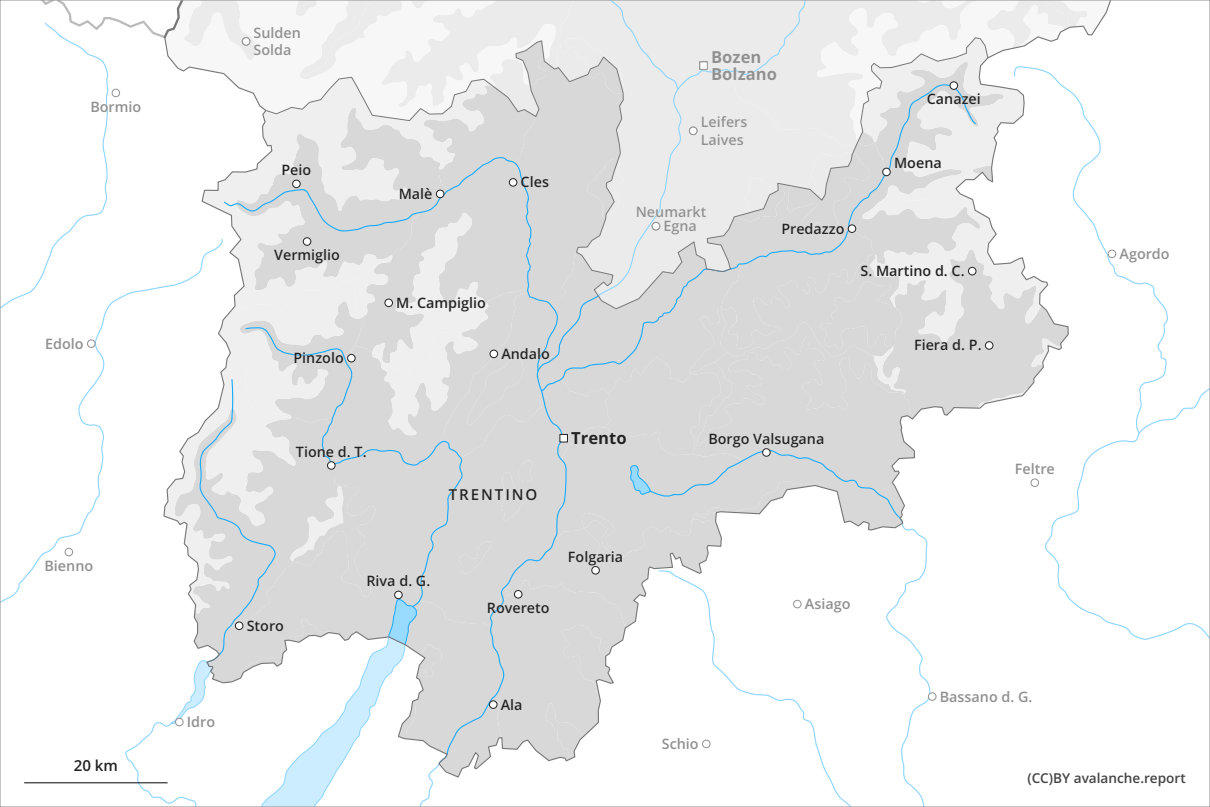 Sulden
Solda
Bozen
Bolzano
Bormio
Canazei
Leifers
Laives
Moena
Peio
Malè
Cles
Neumarkt
Egna
Predazzo
Vermiglio
Agordo
S. Martino d. C.
M. Campiglio
Edolo
Pinzolo
Andalo
Fiera d. P.
Trento
Borgo Valsugana
Tione d. T.
Feltre
TRENTINO
Bienno
Folgaria
Riva d. G.
Rovereto
Asiago
Storo
Bassano d. G.
Ala
Idro
Schio
20 km
(CC)BY avalanche.report